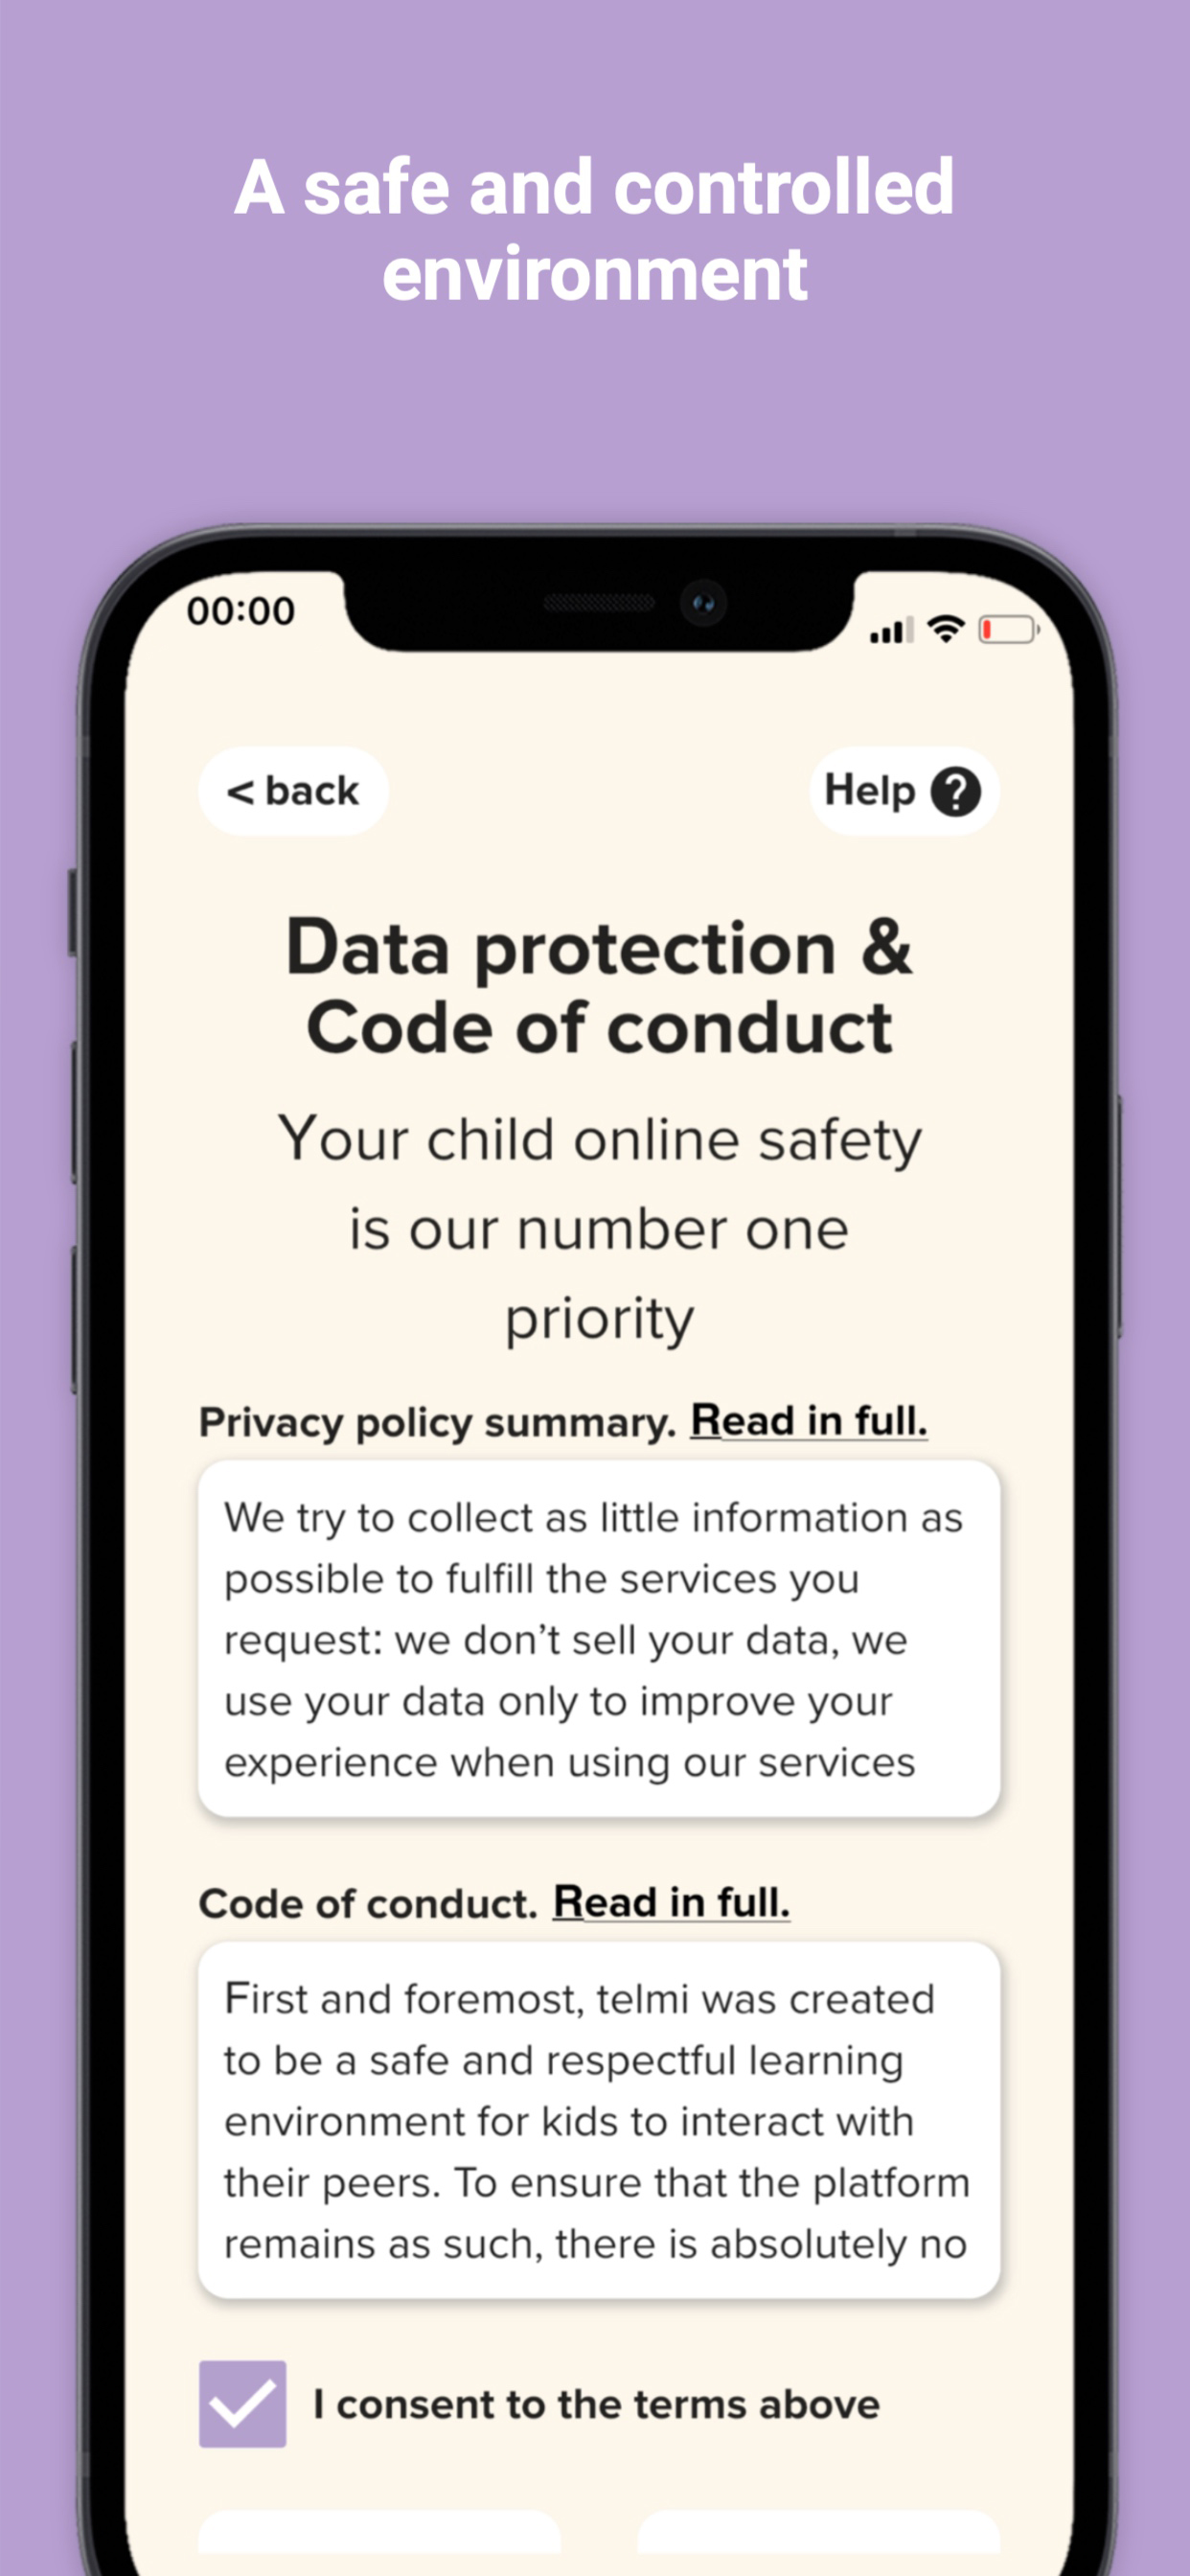 A safe and controlled
environment
00:00
< back
Help ?
Data protection &
Code of conduct
Your child online safety
is our number one
priority
Privacy policy summary. Read in full.
We try to collect as little information as
possible to fulfill the services you
request: we don’t sell your data, we
use your data only to improve your
experience when using our services
Code of conduct. Read in full.
First and foremost, telmi was created
to be a safe and respectful learning
environment for kids to interact with
their peers. To ensure that the platform
remains as such, there is absolutely no
I consent to the terms above